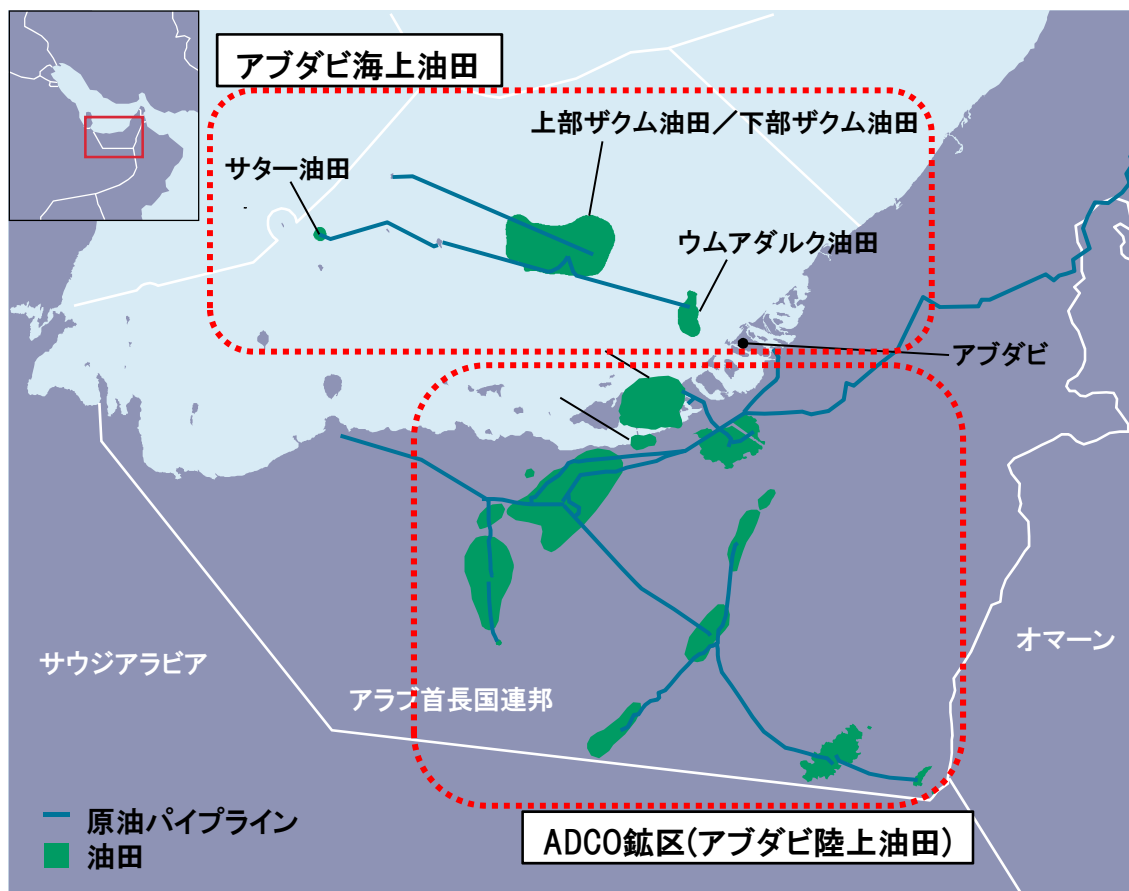 アブダビ海上油田
上部ザクム油田／下部ザクム油田
サター油田
ウムアダルク油田
アブダビ
サウジアラビア
アラブ首長国連邦
オマーン
原油パイプライン
油田
ADCO鉱区(アブダビ陸上油田)